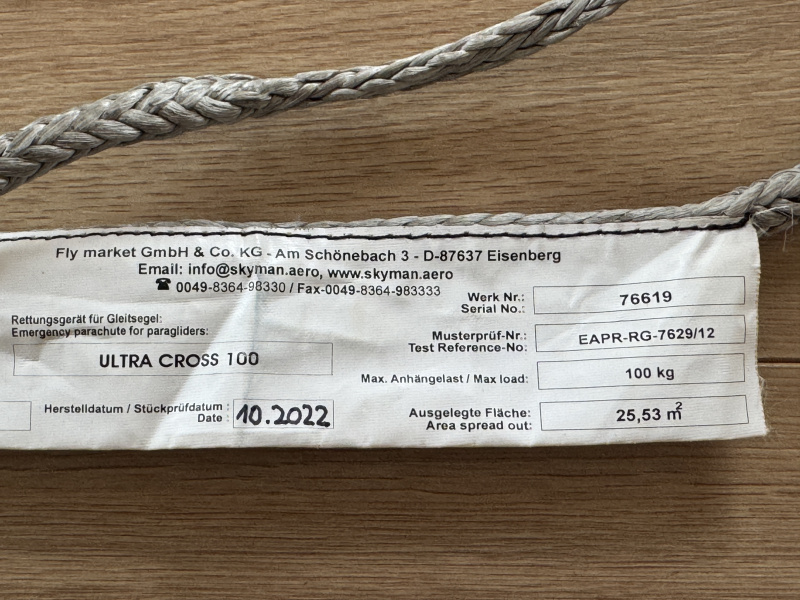 Fly market GmbH & Co. KG - Am Schönebach 3 - D-87637 Eisenberg
Email: info@skyman.aero, www.skyman.aero
☎ 0049-8364-98330 / Fax-0049-8364-983333
Rettungsgerät für Gleitsegel:
Emergency parachute for paragliders:
ULTRA CROSS 100
Herstelldatum / Stückprüfdatum :
Date :
10.2022
Werk Nr.:
Serial No.:
76619
Musterprüf-Nr.:
Test Reference-No:
EAPR-RG-7629/12
Max. Anhängelast / Max load:
100 kg
Ausgelegte Fläche:
Area spread out:
25,53 m²